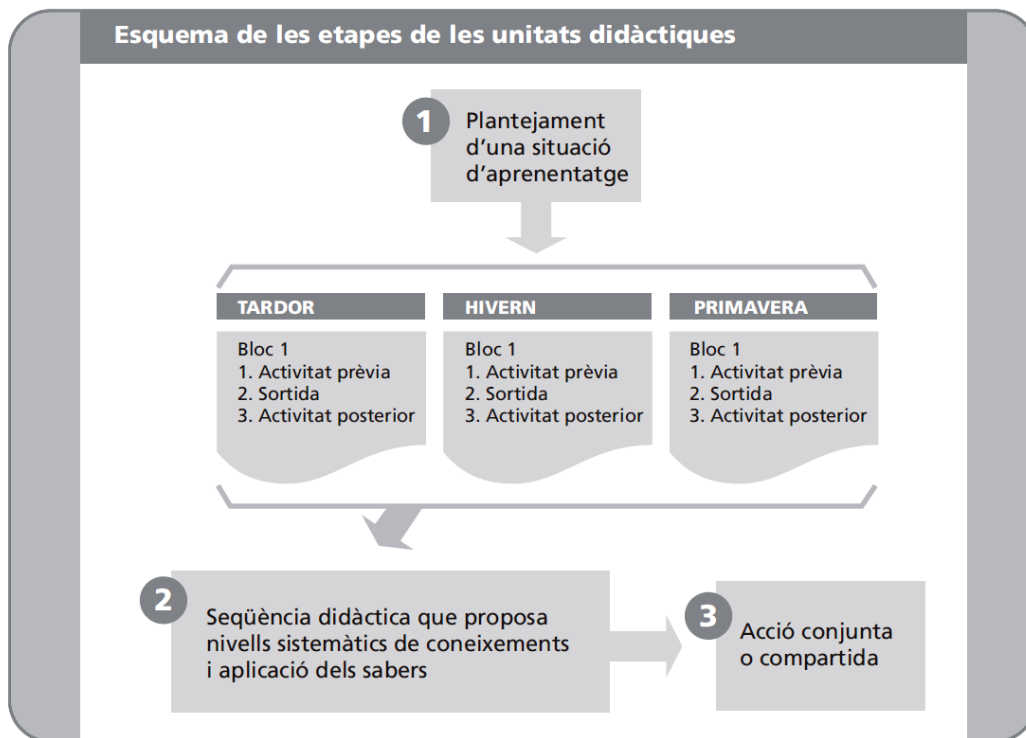 Esquema de les etapes de les unitats didàctiques
1
Plantejament
d’una situació
d’aprenentatge
TARDOR
Bloc 1
1. Activitat prèvia
2. Sortida
3. Activitat posterior
HIVERN
Bloc 1
1. Activitat prèvia
2. Sortida
3. Activitat posterior
PRIMAVERA
Bloc 1
1. Activitat prèvia
2. Sortida
3. Activitat posterior
2
Seqüència didàctica que proposa
nivells sistemàtics de coneixements
i aplicació dels sabers
3
Acció conjunta
o compartida